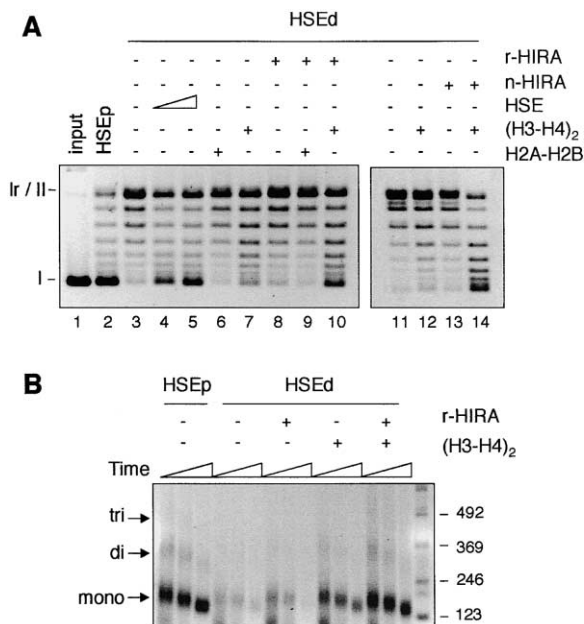 A
HSEd
- - - - - + + + - - + + r-HIRA
- - - - - - - - - - + + n-HIRA
HSE
- - + - - + - + - + (H3-H4)2
- + - - + - - - - - H2A-H2B
input
HSEp
Ir / II
I
1 2 3 4 5 6 7 8 9 10 11 12 13 14
B
HSEp HSEd
- - + - + r-HIRA
- - - + + (H3-H4)2
Time
tri
di
mono
492
369
246
123